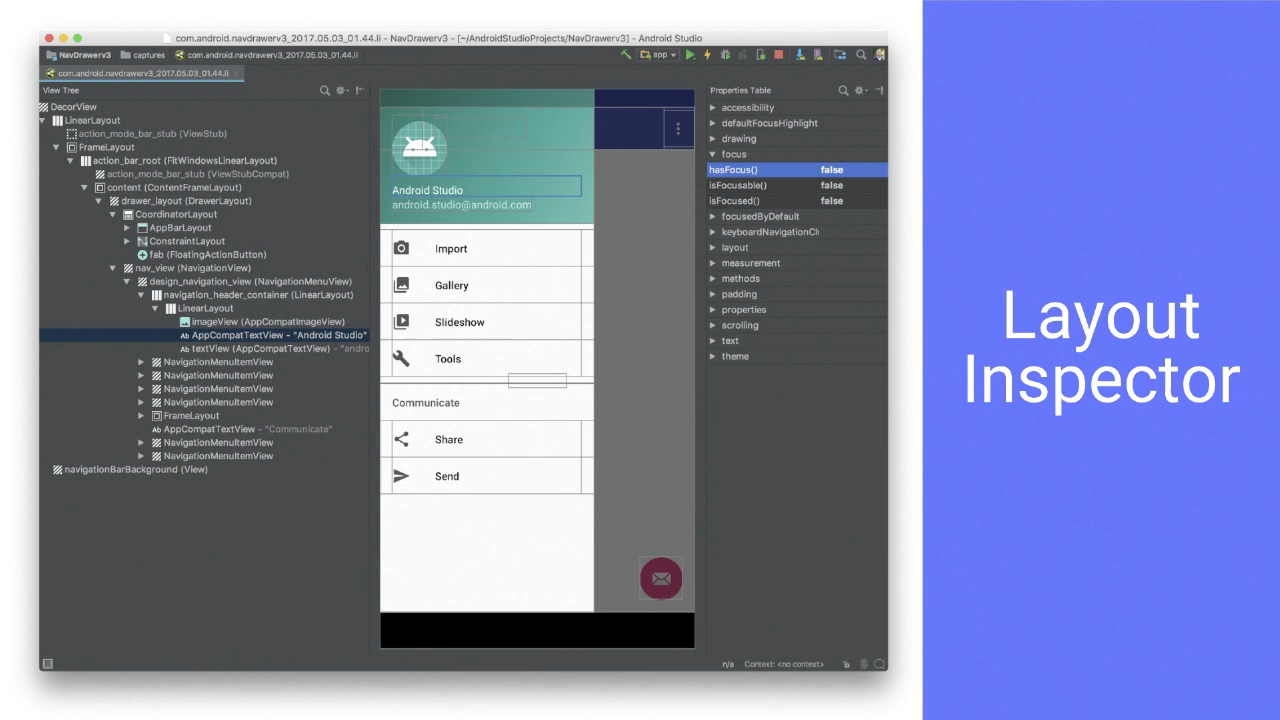 com.android.navdrawerv3_2017.05.03_01.44.li - NavDrawerv3 - [~/AndroidStudioProjects/NavDrawerv3] - Android Studio
NavDrawerv3 captures com.android.navdrawerv3_2017.05.03_01.44.li
app
com.android.navdrawerv3_2017.05.03_01.44.li
View Tree
DecorView
LinearLayout
action_mode_bar_stub (ViewStub)
FrameLayout
action_bar_root (FitWindowsLinearLayout)
action_mode_bar_stub (ViewStubCompat)
content (ContentFrameLayout)
drawer_layout (DrawerLayout)
CoordinatorLayout
AppBarLayout
ConstraintLayout
fab (FloatingActionButton)
nav_view (NavigationView)
design_navigation_view (NavigationMenuView)
navigation_header_container (LinearLayout)
LinearLayout
imageView (AppCompatImageView)
Ab AppCompatTextView - "Android Studio"
Ab textView (AppCompatTextView) - "andro
NavigationMenuItemView
NavigationMenuItemView
NavigationMenuItemView
NavigationMenuItemView
FrameLayout
Ab AppCompatTextView - "Communicate"
NavigationMenuItemView
NavigationMenuItemView
navigationBarBackground (View)
Android Studio
android.studio@android.com
Import
Gallery
Slideshow
Tools
Communicate
Share
Send
Properties Table
accessibility
defaultFocusHighlight
drawing
focus
hasFocus() false
isFocusable() false
isFocused() false
focusedByDefault
keyboardNavigationClu
layout
measurement
methods
padding
properties
scrolling
text
theme
n/a Context: <no context>
Layout
Inspector